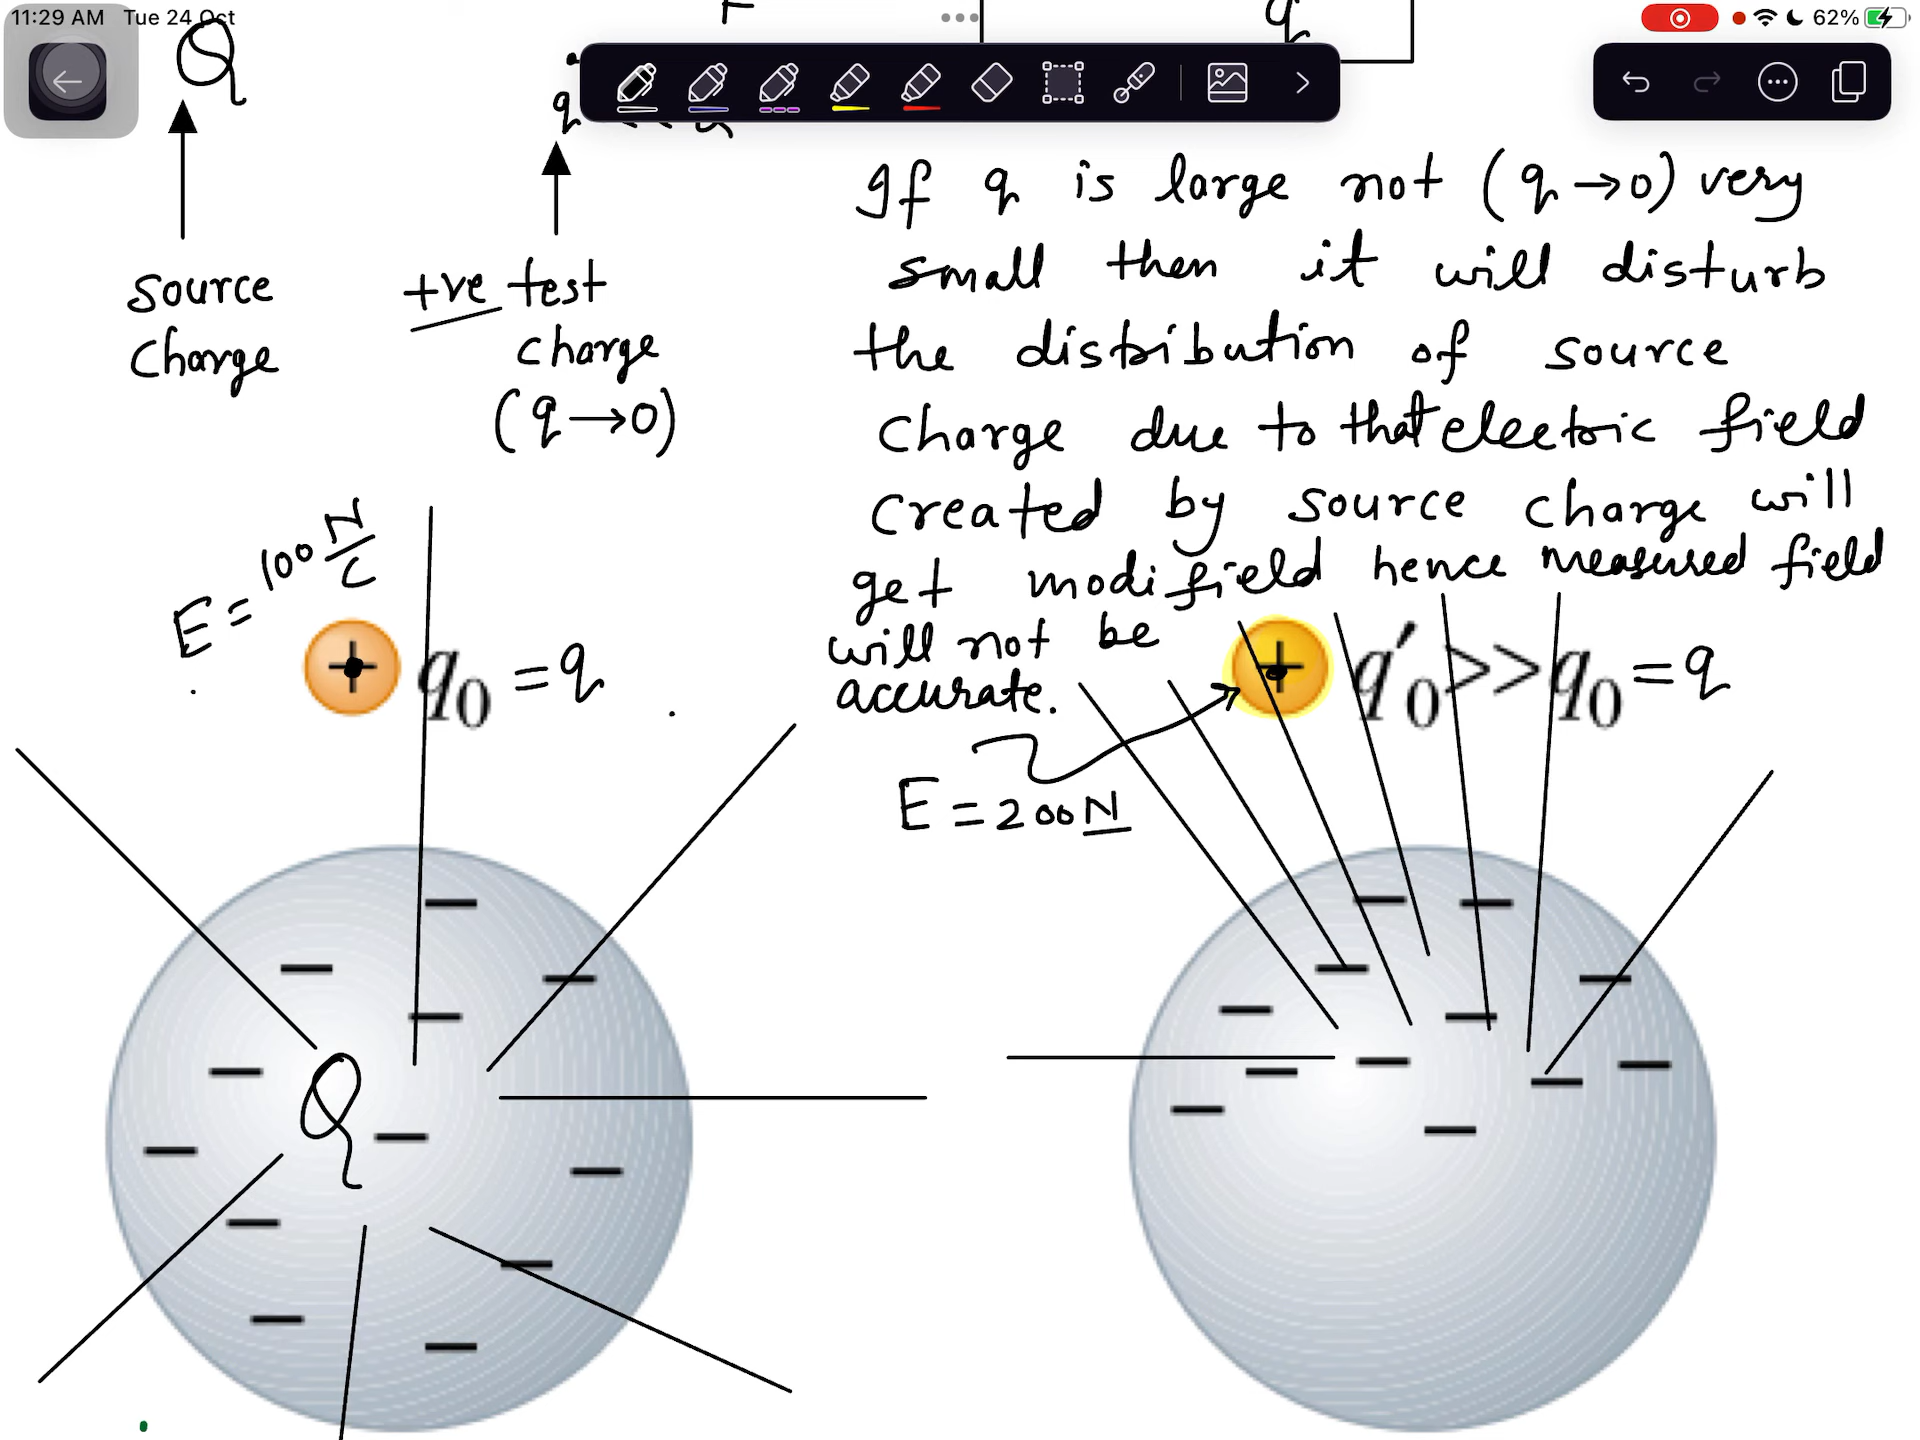 11:29 AM Tue 24 Oct
62%
Q
q
q
source
charge
+ve test
charge
(q→0)
If q is large not (q→0) very
small then it will disturb
the distribution of source
charge due to that electric field
created by source charge will
get modifield hence measured field
will not be
accurate.
E = 100 N/C
+ q0 = q
+ q'0 >> q0 = q
E = 200 N
Q